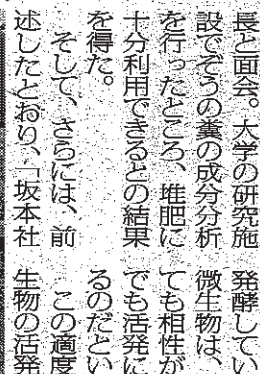 長と面会。大学の研究施
設でぞうの糞の成分分析
を行ったところ、堆肥に
十分利用できるとの結果
を得た。
そして、さらには、前
述したとおり、「坂本社
発酵してい
微生物は、
ても相性が
でも活発に
るのだとい
この適度
生物の活発